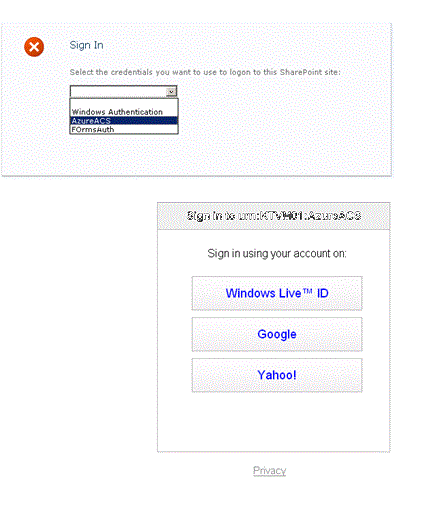 Sign In
Select the credentials you want to use to logon to this SharePoint site:
Windows Authentication
AzureACS
FOrmsAuth
Sign in to urn:KTVM01:AzureACS
Sign in using your account on:
Windows Live™ ID
Google
Yahoo!
Privacy